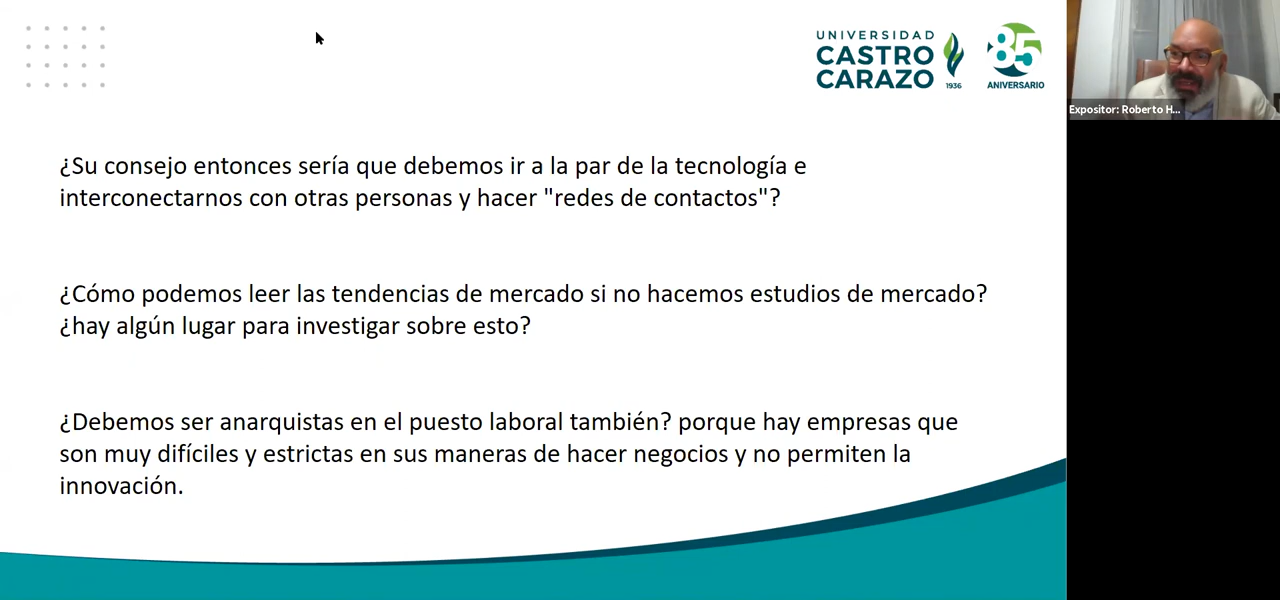 UNIVERSIDAD
CASTRO
CARAZO
1936
85
ANIVERSARIO
Expositor: Roberto H...
¿Su consejo entonces sería que debemos ir a la par de la tecnología e
interconectarnos con otras personas y hacer "redes de contactos"?
¿Cómo podemos leer las tendencias de mercado si no hacemos estudios de mercado?
¿hay algún lugar para investigar sobre esto?
¿Debemos ser anarquistas en el puesto laboral también? porque hay empresas que
son muy difíciles y estrictas en sus maneras de hacer negocios y no permiten la
innovación.